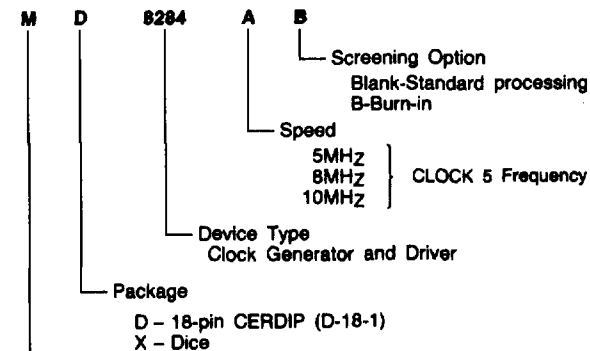 M D 8284 A B
Screening Option
Blank-Standard processing
B-Burn-in
Speed
5MHz
8MHz
10MHz
CLOCK 5 Frequency
Device Type
Clock Generator and Driver
Package
D – 18-pin CERDIP (D-18-1)
X – Dice